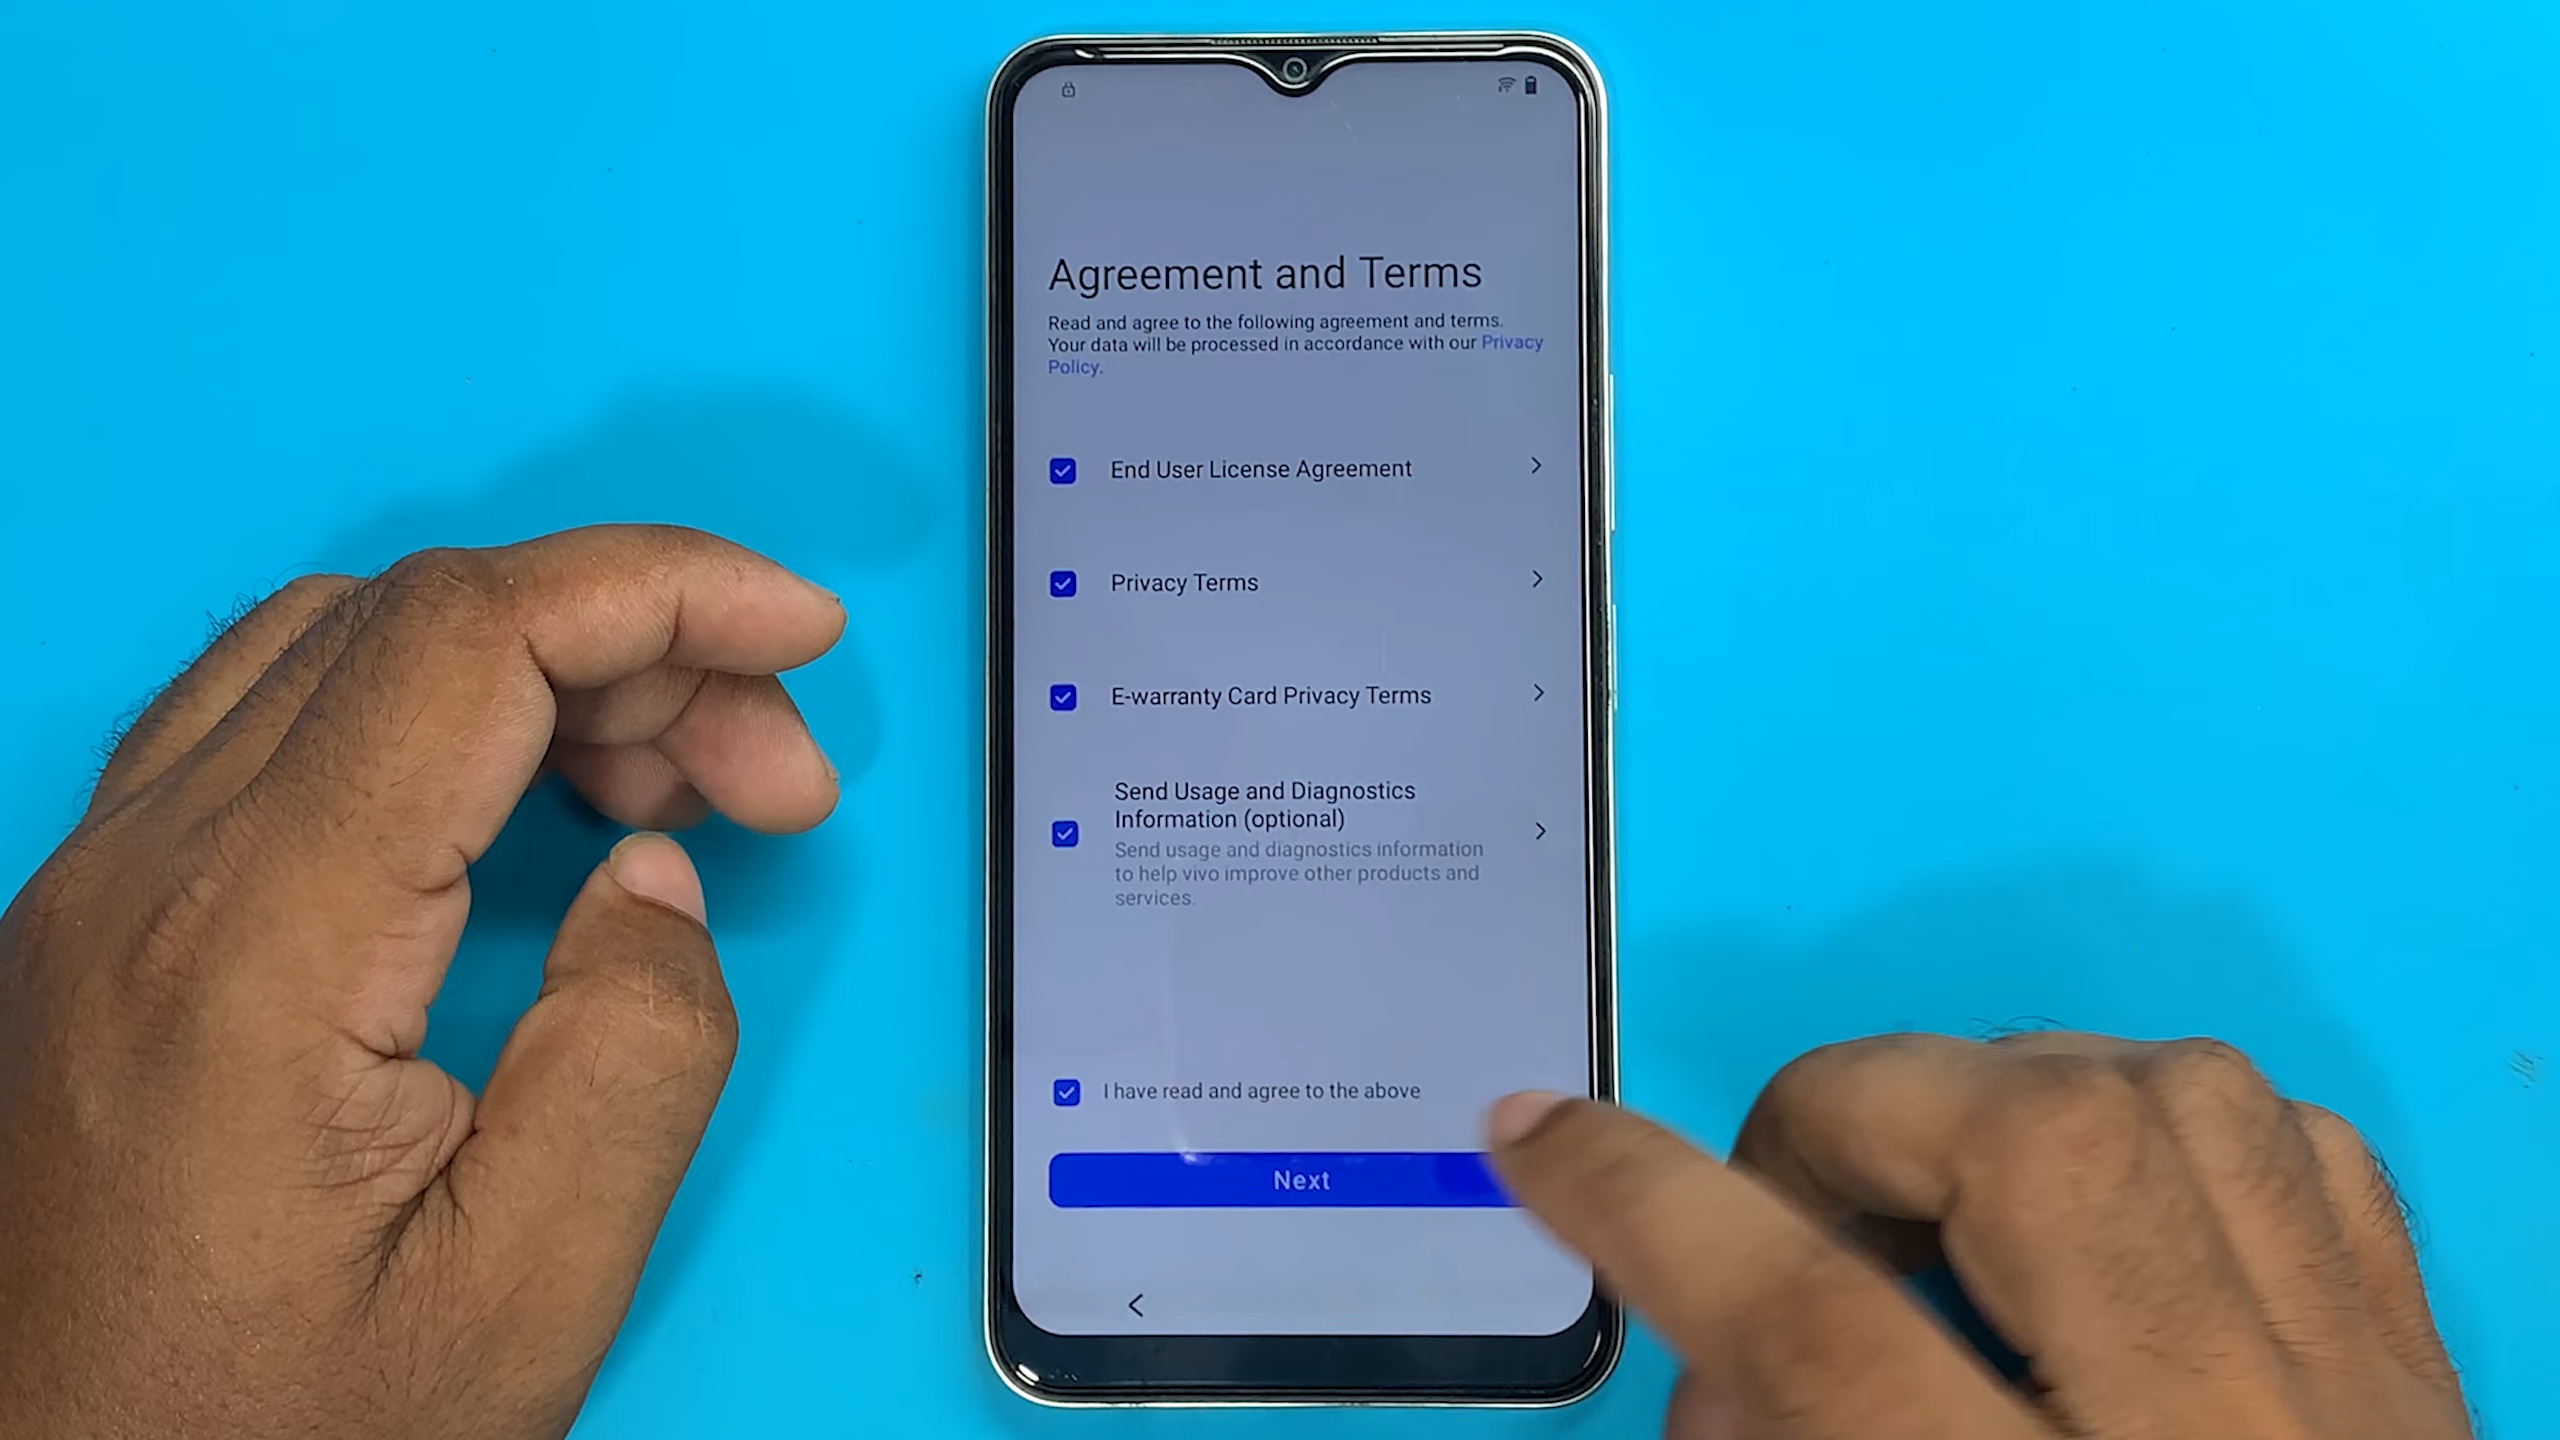 Agreement and Terms
Read and agree to the following agreement and terms.
Your data will be processed in accordance with our Privacy
Policy.
End User License Agreement
Privacy Terms
E-warranty Card Privacy Terms
Send Usage and Diagnostics
Information (optional)
Send usage and diagnostics information
to help vivo improve other products and
services.
I have read and agree to the above
Next